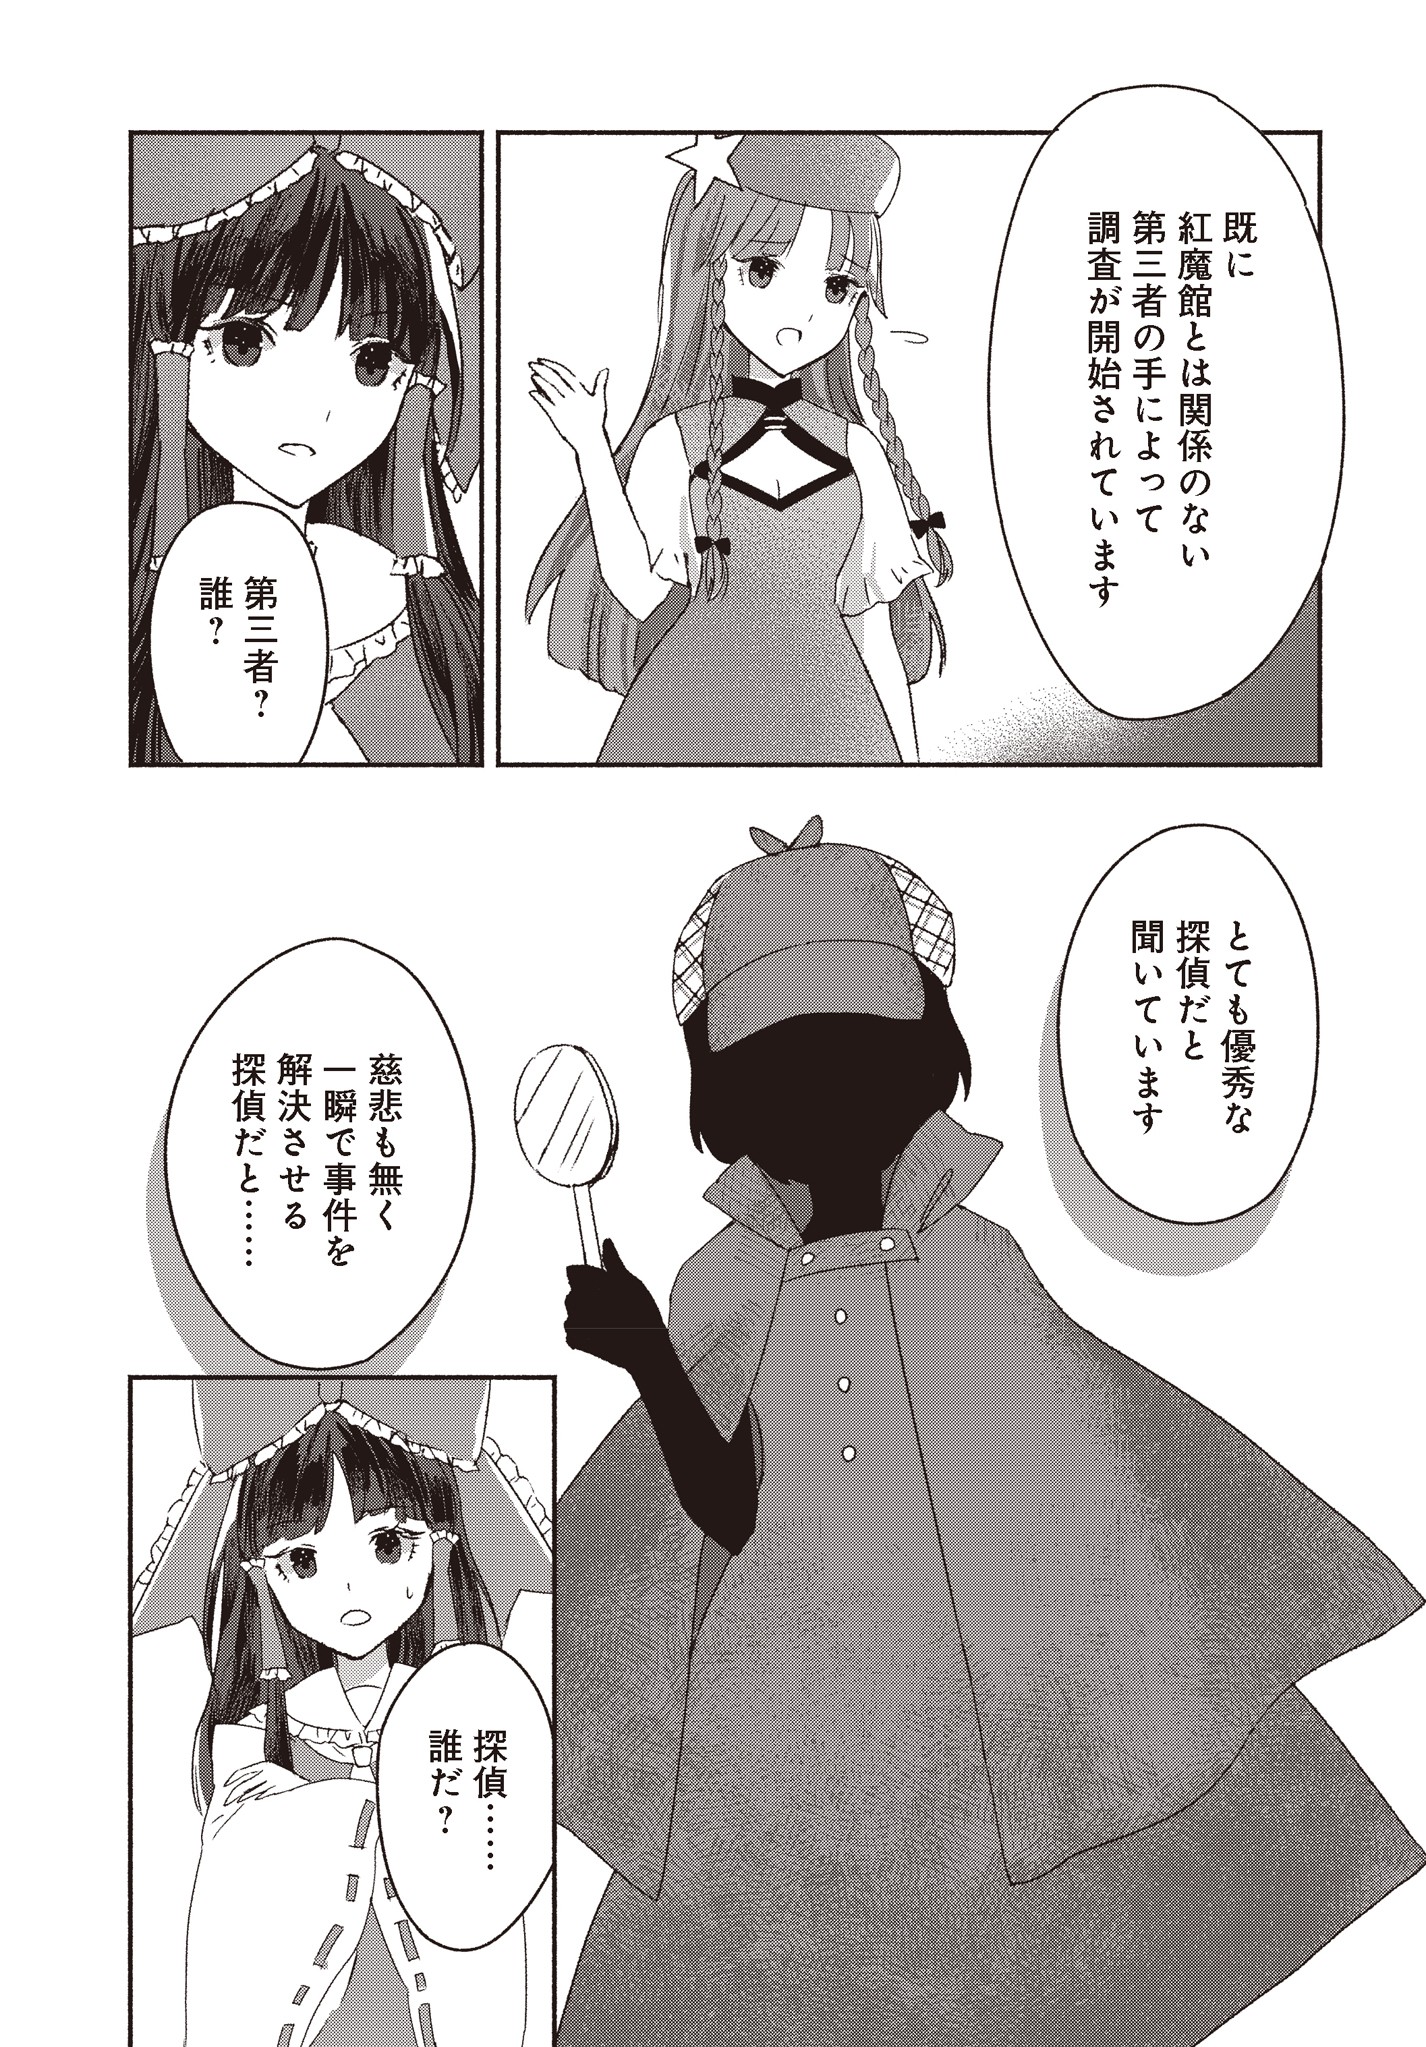 既に
紅魔館とは関係のない
第三者の手によって
調査が開始されています
第三者?
誰?
とても優秀な
探偵だと
聞いています
慈悲も無く
一瞬で事件を
解決させる
探偵だと……
探偵……
誰だ?